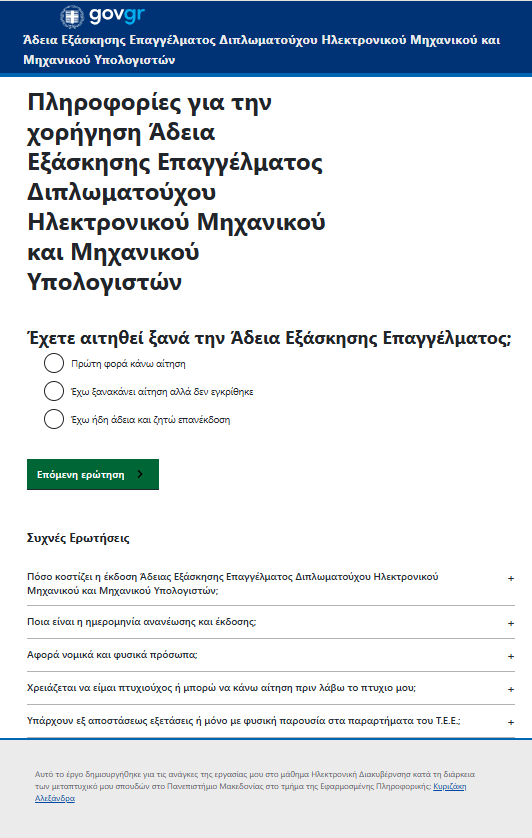 govgr
Άδεια Εξάσκησης Επαγγέλματος Διπλωματούχου Ηλεκτρονικού Μηχανικού και
Μηχανικού Υπολογιστών
Πληροφορίες για την
χορήγηση Άδεια
Εξάσκησης Επαγγέλματος
Διπλωματούχου
Ηλεκτρονικού Μηχανικού
και Μηχανικού
Υπολογιστών
Έχετε αιτηθεί ξανά την Άδεια Εξάσκησης Επαγγέλματος;
Πρώτη φορά κάνω αίτηση
Έχω ξανακάνει αίτηση αλλά δεν εγκρίθηκε
Έχω ήδη άδεια και ζητώ επανέκδοση
Επόμενη ερώτηση
Συχνές Ερωτήσεις
Πόσο κοστίζει η έκδοση Άδειας Εξάσκησης Επαγγέλματος Διπλωματούχου Ηλεκτρονικού
Μηχανικού και Μηχανικού Υπολογιστών; +
Ποια είναι η ημερομηνία ανανέωσης και έκδοσης; +
Αφορά νομικά και φυσικά πρόσωπα; +
Χρειάζεται να είμαι πτυχιούχος ή μπορώ να κάνω αίτηση πριν λάβω το πτυχιο μου; +
Υπάρχουν εξ αποστάσεως εξετάσεις ή μόνο με φυσική παρουσία στα παραρτήματα του Τ.Ε.Ε.; +
Αυτό το έργο δημιουργήθηκε για τις ανάγκες της εργασίας μου στο μάθημα Ηλεκτρονική Διακυβέρνηση κατά τη διάρκεια
των μεταπτυχικό μου σπουδών στο Πανεπιστήμιο Μακεδονίας στο τμήμα της Εφαρμοσμένης Πληροφορικής: Κυριζάκη
Αλεξάνδρα